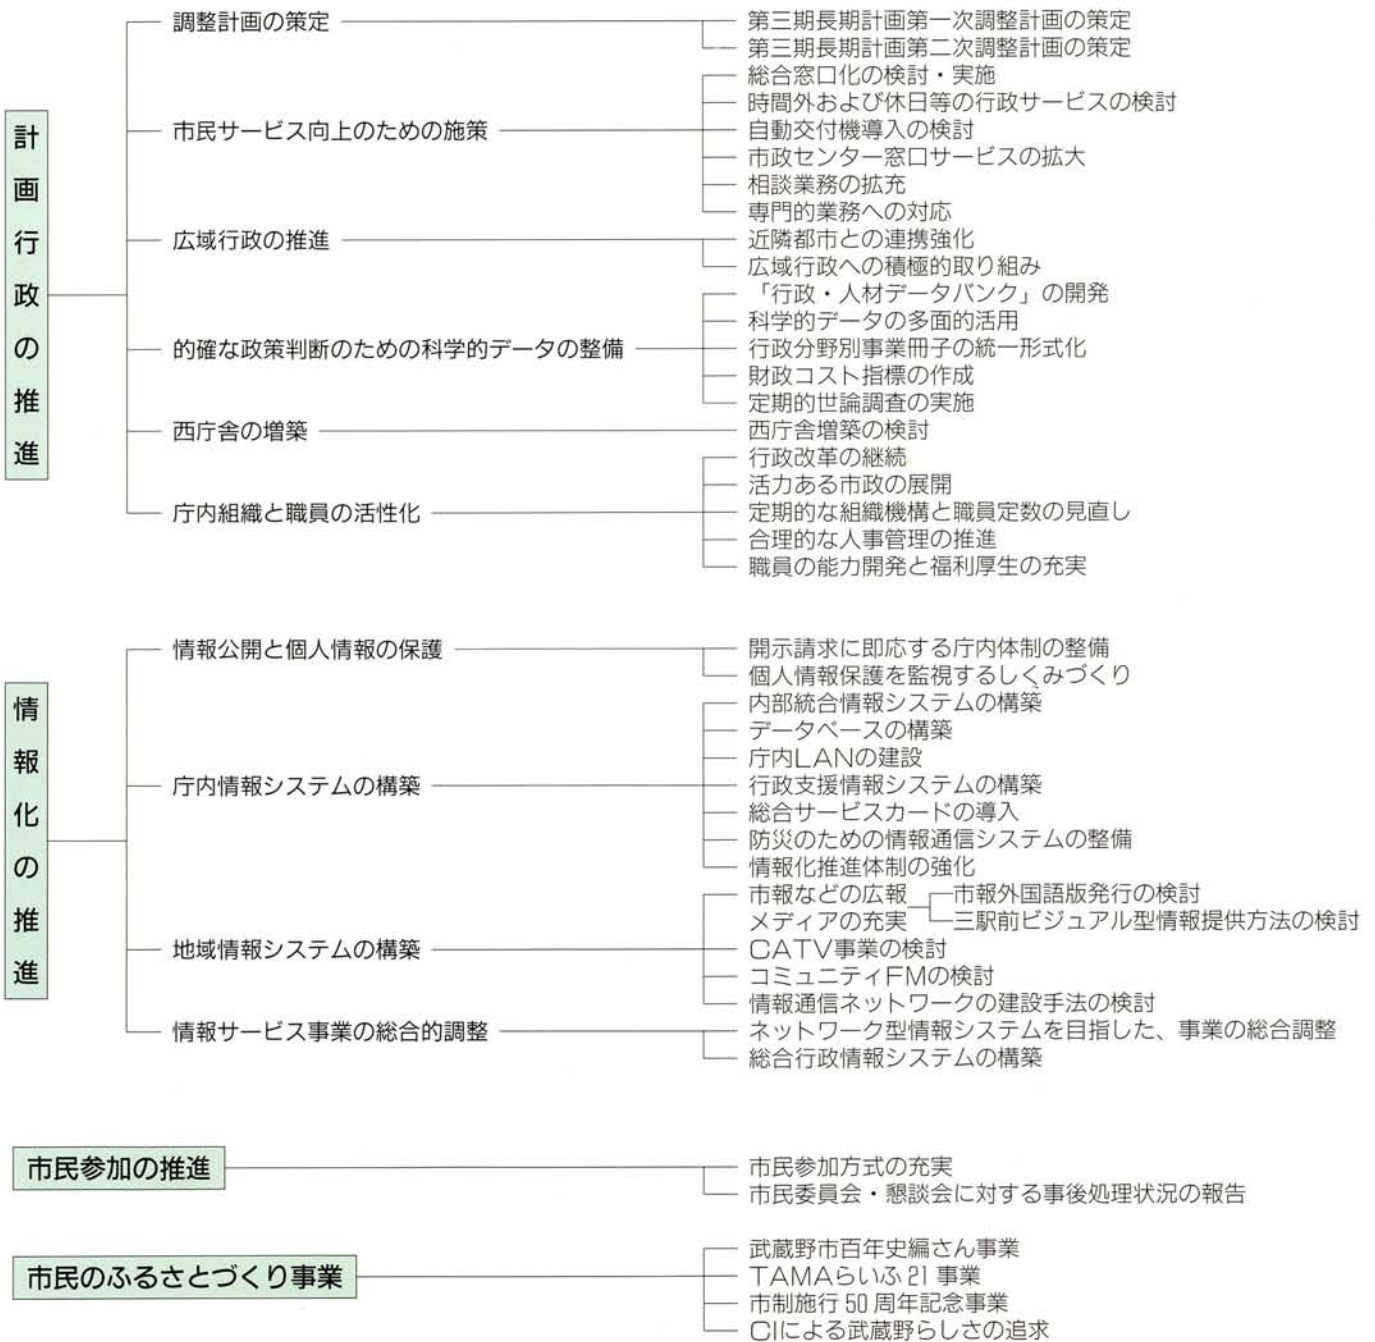 計画行政の推進
調整計画の策定
第三期長期計画第一次調整計画の策定
第三期長期計画第二次調整計画の策定
市民サービス向上のための施策
総合窓口化の検討・実施
時間外および休日等の行政サービスの検討
自動交付機導入の検討
市政センター窓口サービスの拡大
相談業務の拡充
専門的業務への対応
広域行政の推進
近隣都市との連携強化
広域行政への積極的取り組み
的確な政策判断のための科学的データの整備
「行政・人材データバンク」の開発
科学的データの多面的活用
行政分野別事業冊子の統一形式化
財政コスト指標の作成
定期的世論調査の実施
西庁舎の増築
西庁舎増築の検討
庁内組織と職員の活性化
行政改革の継続
活力ある市政の展開
定期的な組織機構と職員定数の見直し
合理的な人事管理の推進
職員の能力開発と福利厚生の充実
情報化の推進
情報公開と個人情報の保護
開示請求に即応する庁内体制の整備
個人情報保護を監視するしくみづくり
庁内情報システムの構築
内部統合情報システムの構築
データベースの構築
庁内LANの建設
行政支援情報システムの構築
総合サービスカードの導入
防災のための情報通信システムの整備
情報化推進体制の強化
地域情報システムの構築
市報などの広報
メディアの充実
市報外国語版発行の検討
三駅前ビジュアル型情報提供方法の検討
CATV事業の検討
コミュニティFMの検討
情報通信ネットワークの建設手法の検討
情報サービス事業の総合的調整
ネットワーク型情報システムを目指した、事業の総合調整
総合行政情報システムの構築
市民参加の推進
市民参加方式の充実
市民委員会・懇談会に対する事後処理状況の報告
市民のふるさとづくり事業
武蔵野市百年史編さん事業
TAMAらいふ21事業
市制施行50周年記念事業
CIによる武蔵野らしさの追求